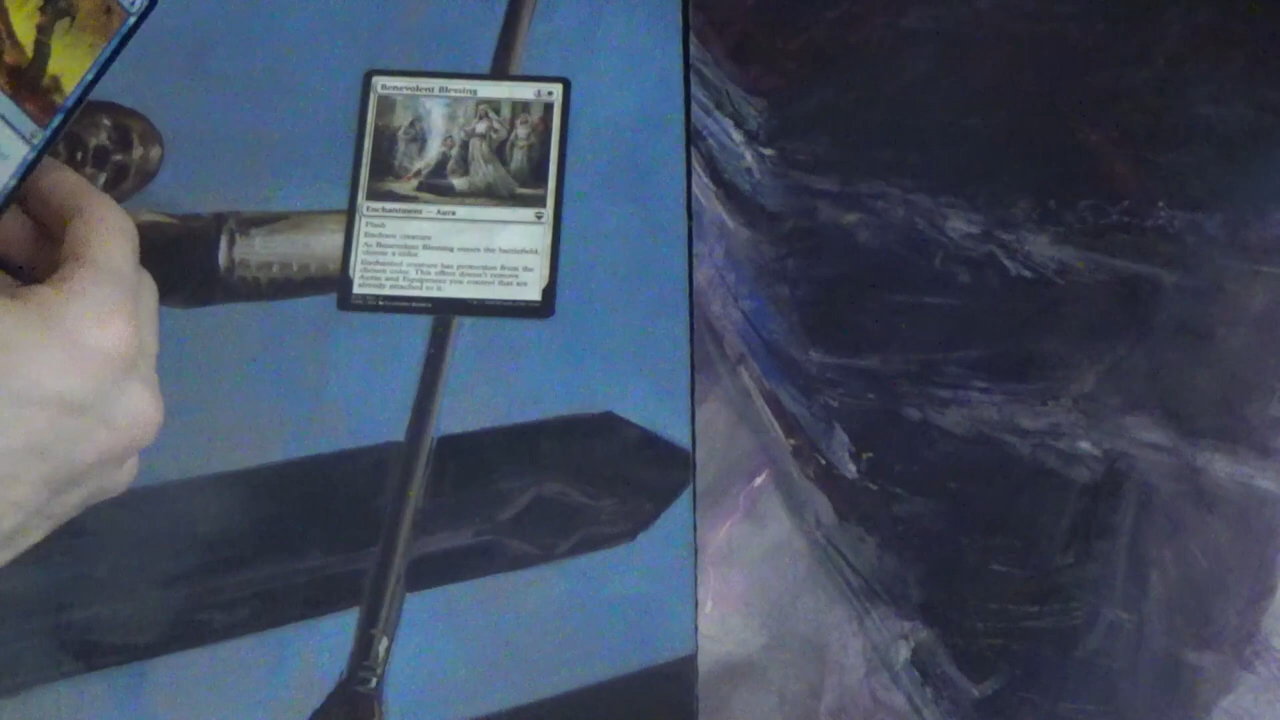 Benevolent Blessing 1
Enchantment — Aura
Flash
Enchant creature
As Benevolent Blessing enters the battlefield,
choose a color.
Enchanted creature has protection from the
chosen color. This effect doesn't remove
Auras and Equipment you control that are
already attached to it.